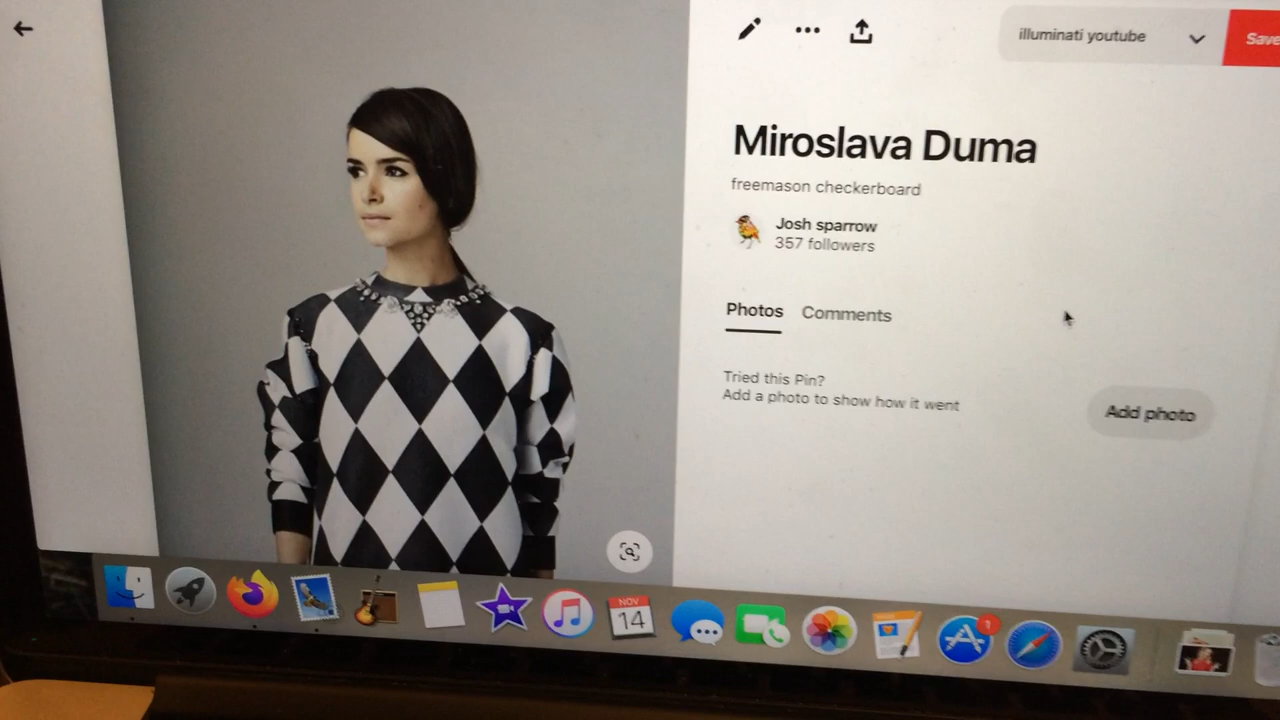 illuminati youtube
Save
Miroslava Duma
freemason checkerboard
Josh sparrow
357 followers
Photos Comments
Tried this Pin?
Add a photo to show how it went
Add photo
NOV
14
1